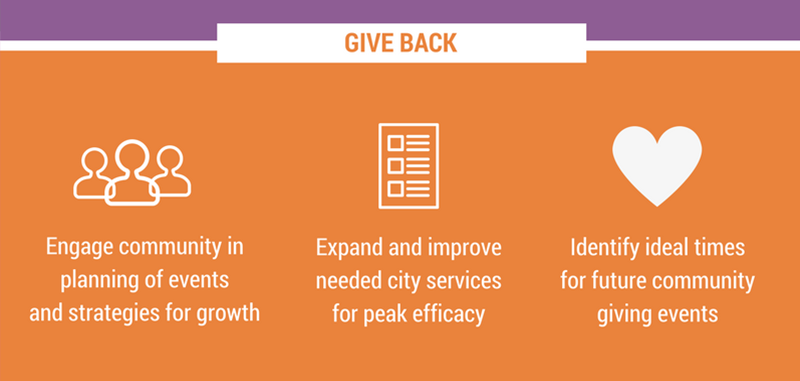 GIVE BACK
Engage community in
planning of events
and strategies for growth
Expand and improve
needed city services
for peak efficacy
Identify ideal times
for future community
giving events